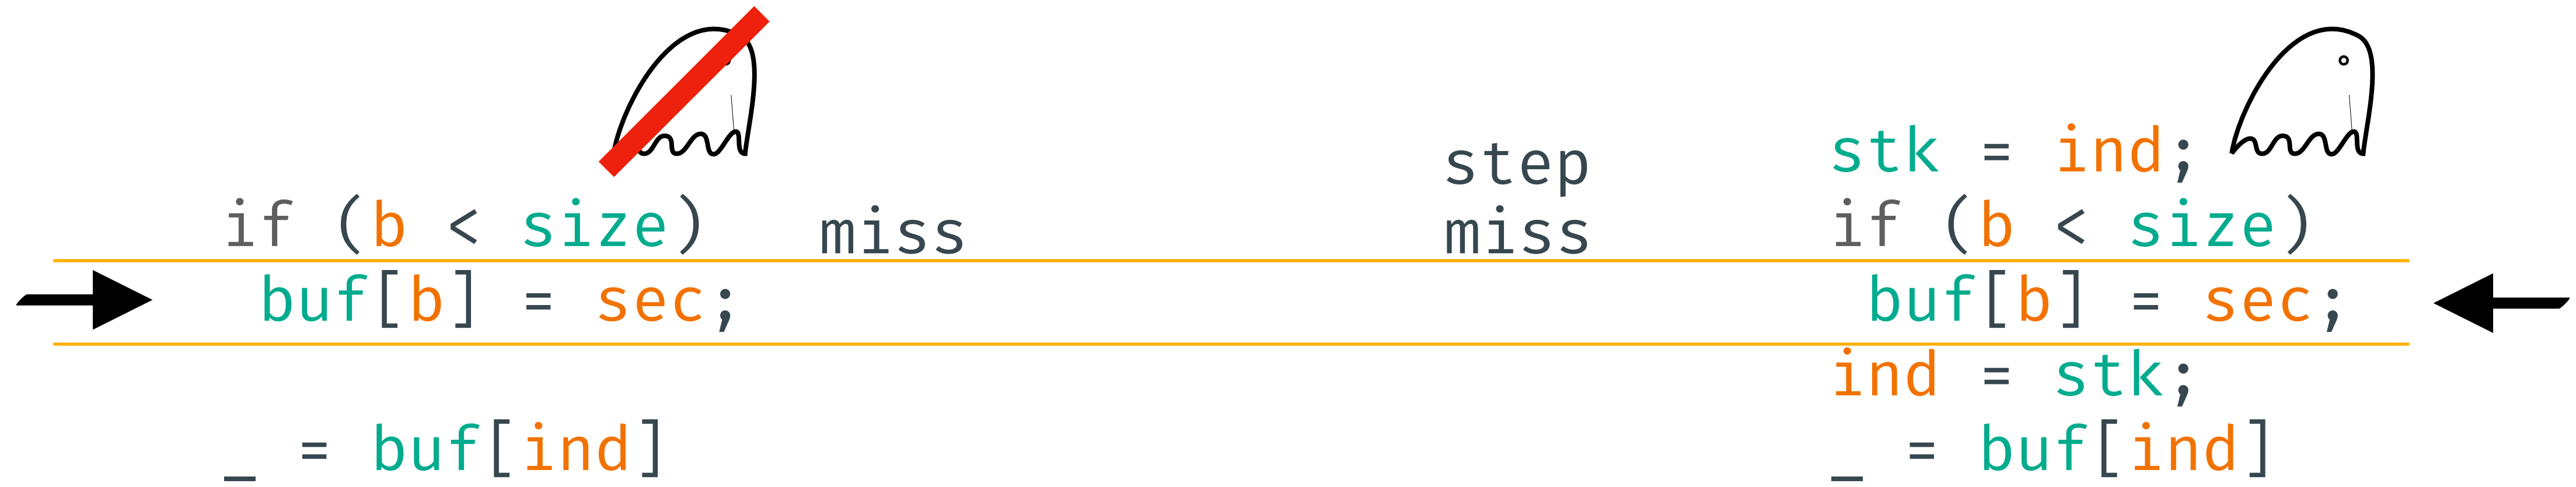 if (b < size)
buf[b] = sec;
_ = buf[ind]
miss
step
miss
stk = ind;
if (b < size)
buf[b] = sec;
ind = stk;
_ = buf[ind]